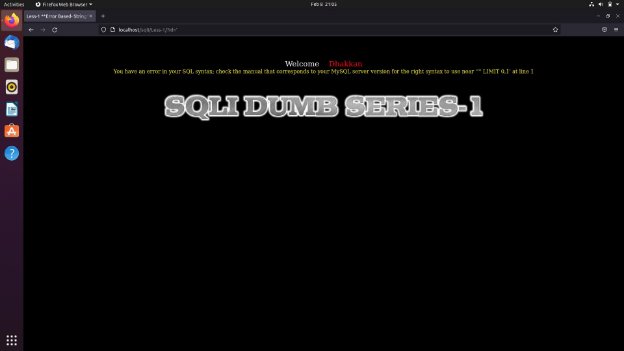 Activities Firefox Web Browser Feb 8 21:05
Less-1 **Error Based- String
localhost/sqli/Less-1/?id='
Welcome Dhakkan
You have an error in your SQL syntax; check the manual that corresponds to your MySQL server version for the right syntax to use near ''' LIMIT 0,1' at line 1
SQLI DUMB SERIES-1